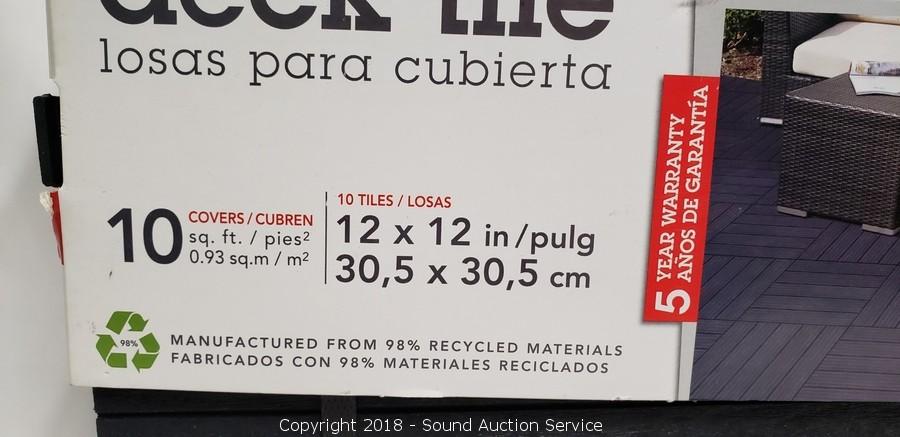 deck tile
losas para cubierta
10 COVERS / CUBREN
sq. ft. / pies²
0.93 sq.m / m²
10 TILES / LOSAS
12 x 12 in/pulg
30,5 x 30,5 cm
5 YEAR WARRANTY
AÑOS DE GARANTÍA
98%
MANUFACTURED FROM 98% RECYCLED MATERIALS
FABRICADOS CON 98% MATERIALES RECICLADOS
Copyright 2018 - Sound Auction Service